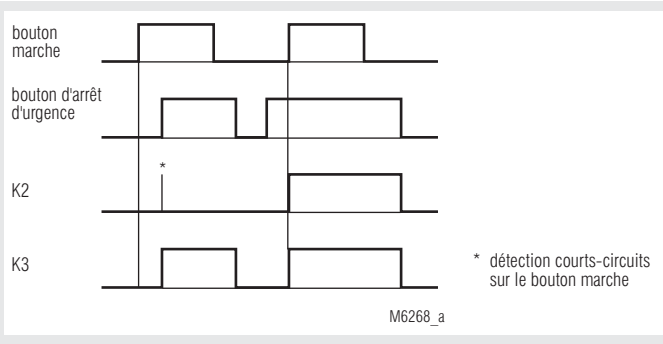 bouton
marche
bouton d'arrêt
d'urgence
*
K2
K3
* détection courts-circuits
sur le bouton marche
M6268_a